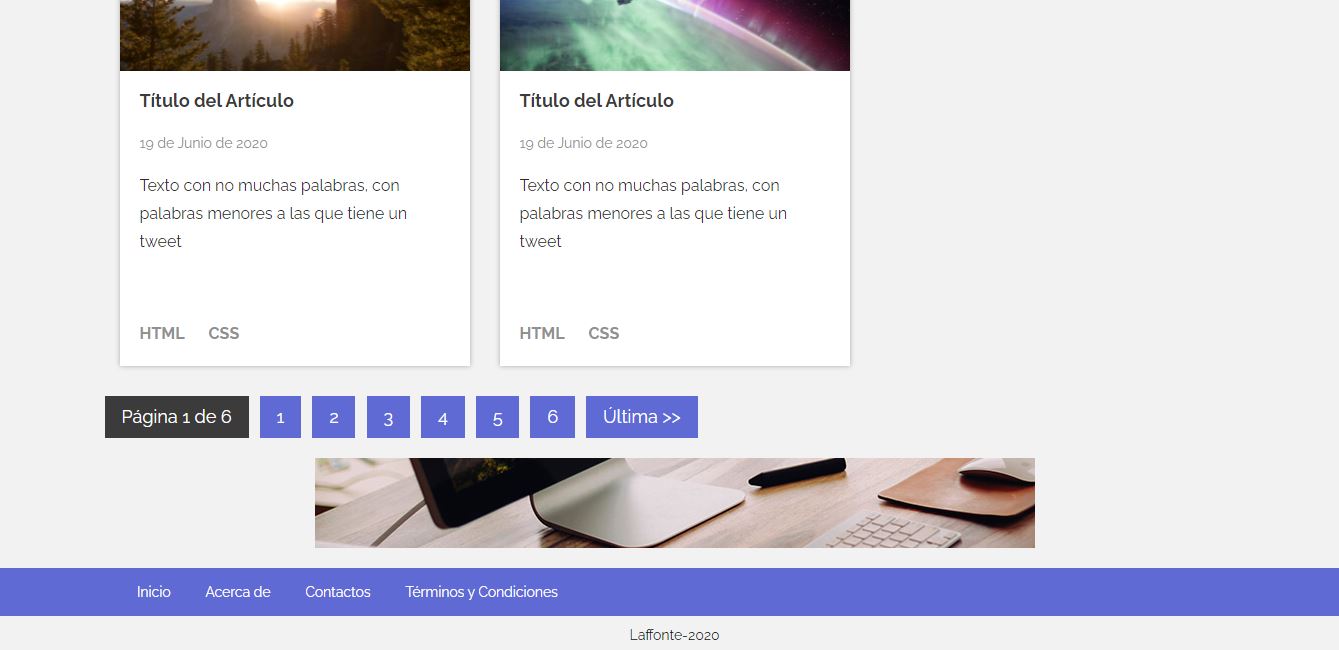 Título del Artículo
19 de Junio de 2020
Texto con no muchas palabras, con
palabras menores a las que tiene un
tweet
HTML CSS
Título del Artículo
19 de Junio de 2020
Texto con no muchas palabras, con
palabras menores a las que tiene un
tweet
HTML CSS
Página 1 de 6 1 2 3 4 5 6 Última >>
Inicio Acerca de Contactos Términos y Condiciones
Laffonte-2020